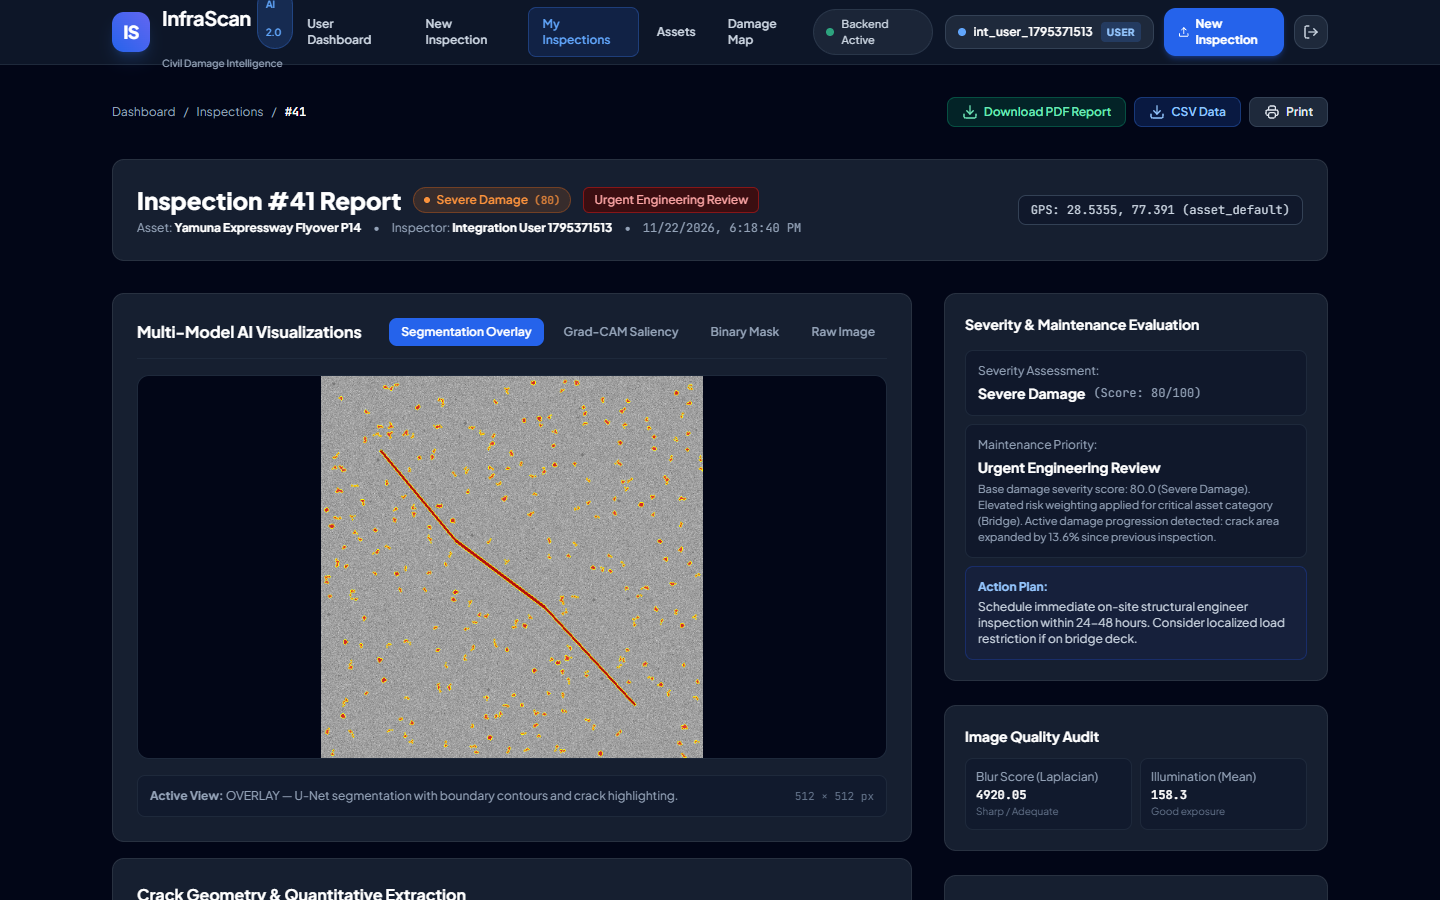 IS
InfraScan
AI
2.0
Civil Damage Intelligence
User
Dashboard
New
Inspection
My
Inspections
Assets
Damage
Map
Backend
Active
int_user_1795371513 USER
New
Inspection
Dashboard / Inspections / #41
Download PDF Report
CSV Data
Print
Inspection #41 Report
Severe Damage (80)
Urgent Engineering Review
Asset: Yamuna Expressway Flyover P14 • Inspector: Integration User 1795371513 • 11/22/2026, 6:18:40 PM
GPS: 28.5355, 77.391 (asset_default)
Multi-Model AI Visualizations
Segmentation Overlay
Grad-CAM Saliency
Binary Mask
Raw Image
Active View: OVERLAY — U-Net segmentation with boundary contours and crack highlighting.
512 × 512 px
Crack Geometry & Quantitative Extraction
Severity & Maintenance Evaluation
Severity Assessment:
Severe Damage (Score: 80/100)
Maintenance Priority:
Urgent Engineering Review
Base damage severity score: 80.0 (Severe Damage).
Elevated risk weighting applied for critical asset category
(Bridge). Active damage progression detected: crack area
expanded by 13.6% since previous inspection.
Action Plan:
Schedule immediate on-site structural engineer
inspection within 24-48 hours. Consider localized load
restriction if on bridge deck.
Image Quality Audit
Blur Score (Laplacian)
4920.05
Sharp / Adequate
Illumination (Mean)
158.3
Good exposure